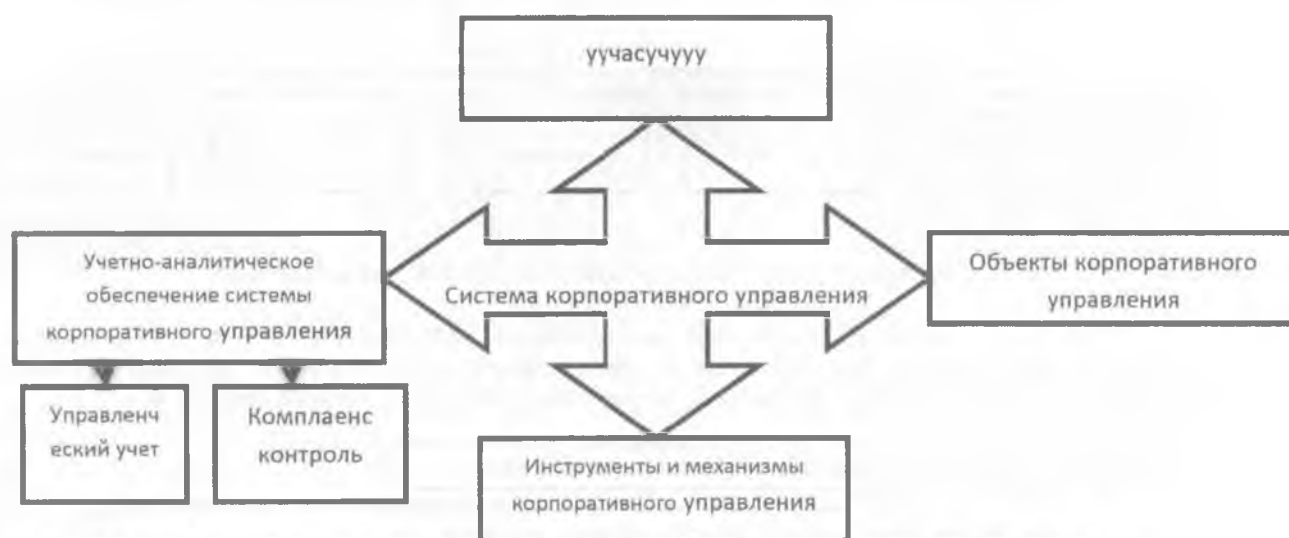 уучасучууу
Учетно-аналитическое
обеспечение системы
корпоративного управления
Система корпоративного управления
Объекты корпоративного
управления
Управленч
еский учет
Комплаенс
контроль
Инструменты и механизмы
корпоративного управления